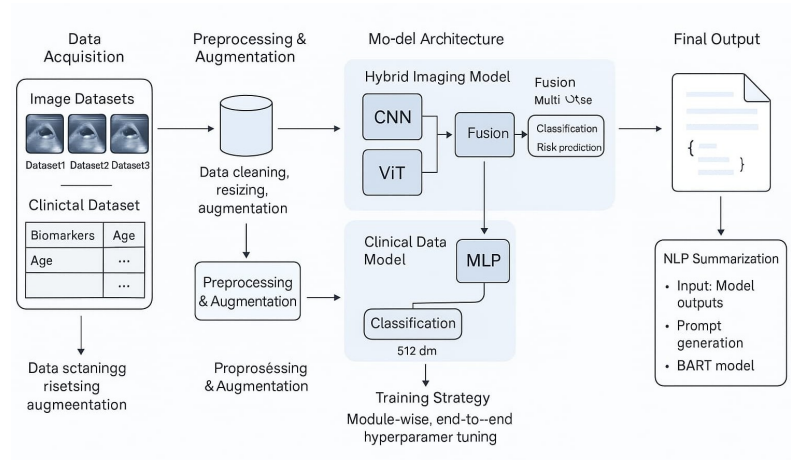 Data
Acquisition
Image Datasets
Dataset1 Dataset2 Dataset3
Clinictal Dataset
Biomarkers Age
Age ...
...
Data sctaningg
risetsing
augmeentation
Preprocessing &
Augmentation
Data cleaning,
resizing,
augmentation
Preprocessing
& Augmentation
Proproséssing
& Augmentation
Mo-del Architecture
Hybrid Imaging Model
CNN
ViT
Fusion
Fusion
Multi
Classification
Risk prediction
Clinical Data
Model
MLP
Classification
512 dm
Training Strategy
Module-wise, end-to--end
hyperparamer tuning
Final Output
{
}
NLP Summarization
• Input: Model
outputs
• Prompt
generation
• BART model